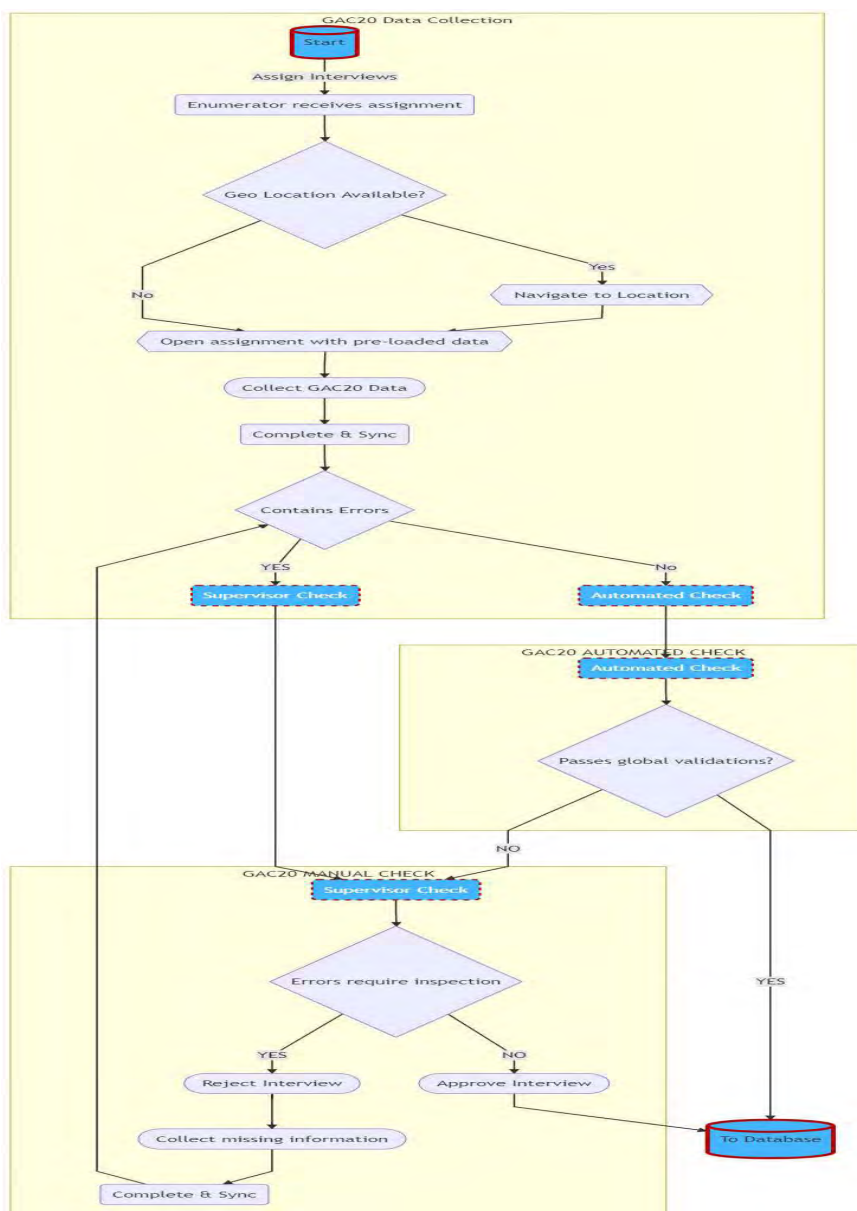 GAC20 Data Collection
Start
Assign Interviews
Enumerator receives assignment
Geo Location Available?
Yes
No
Navigate to Location
Open assignment with pre-loaded data
Collect GAC20 Data
Complete & Sync
Contains Errors
YES
No
Supervisor Check
Automated Check
GAC20 AUTOMATED CHECK
Automated Check
Passes global validations?
NO
GAC20 MANUAL CHECK
Supervisor Check
Errors require inspection
YES
YES
NO
Reject Interview
Approve Interview
Collect missing information
To Database
Complete & Sync